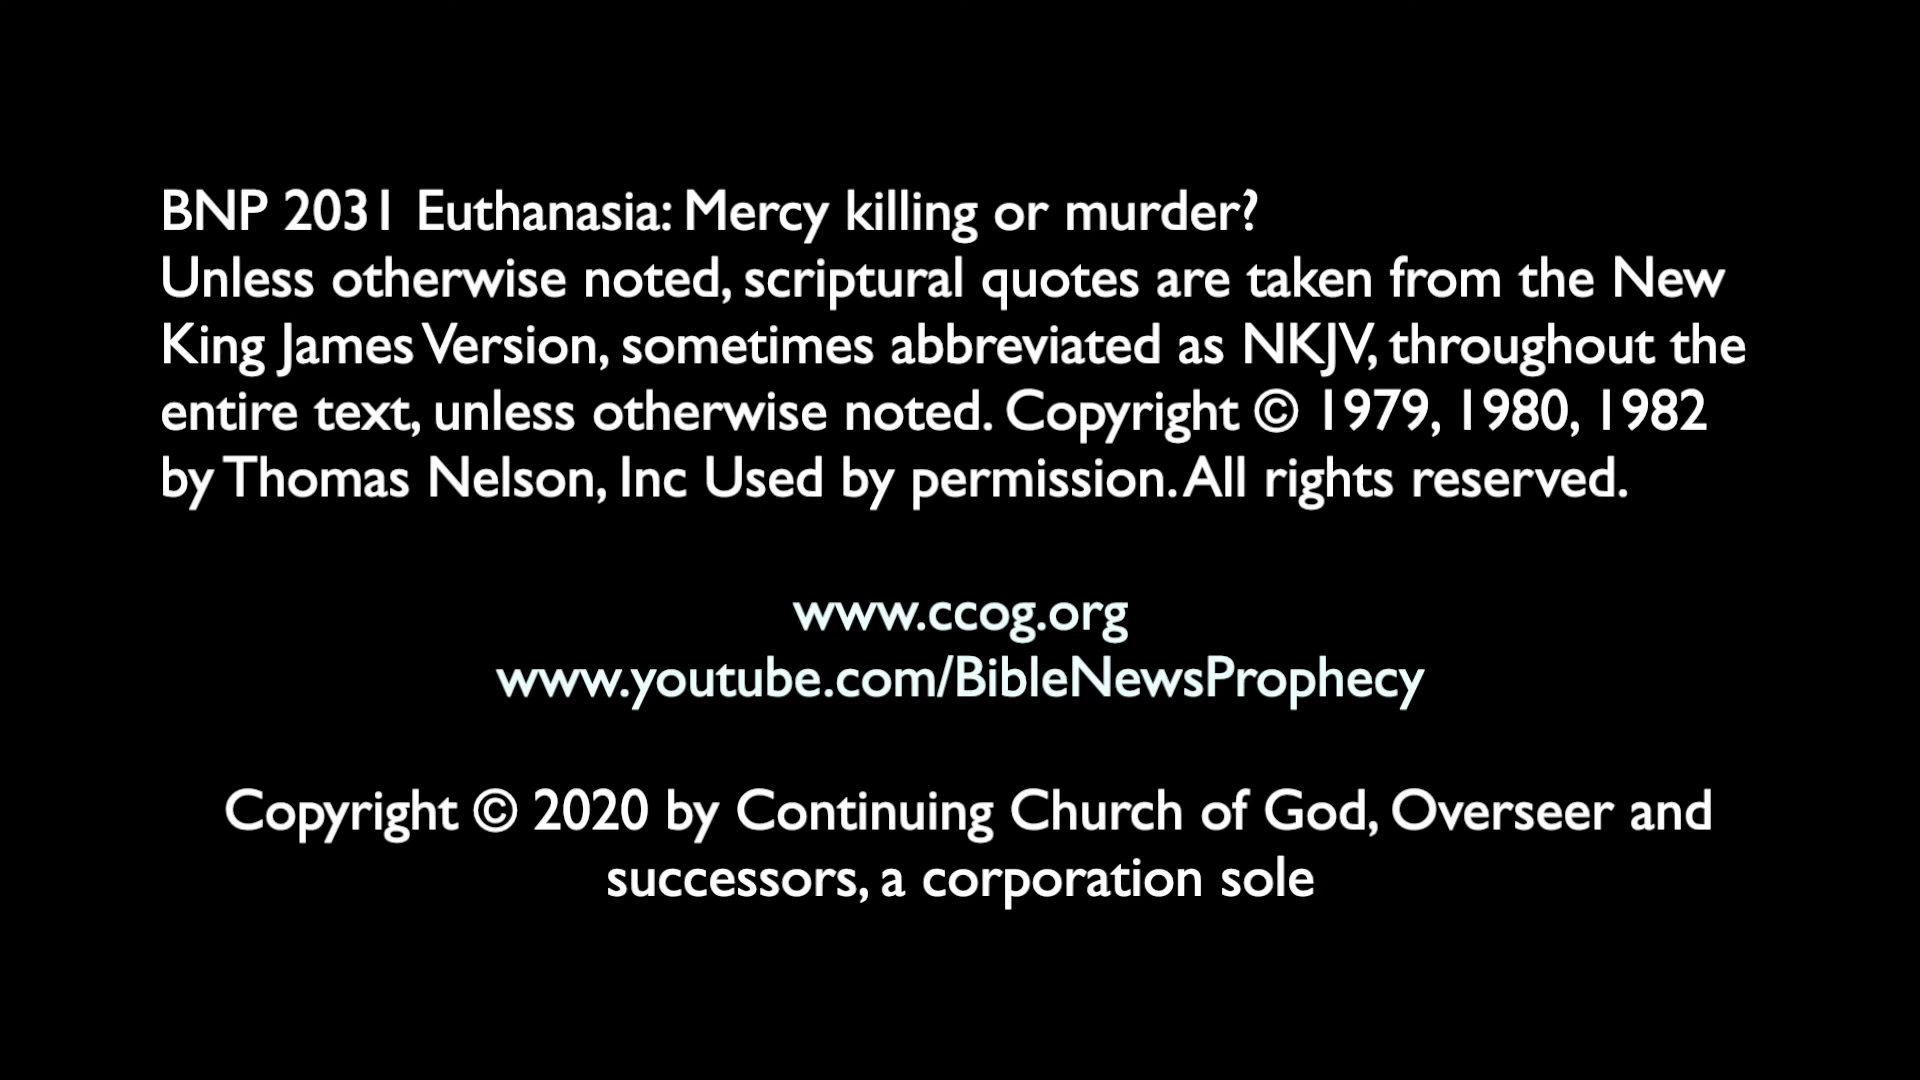 BNP 2031 Euthanasia: Mercy killing or murder?
Unless otherwise noted, scriptural quotes are taken from the New
King James Version, sometimes abbreviated as NKJV, throughout the
entire text, unless otherwise noted. Copyright © 1979, 1980, 1982
by Thomas Nelson, Inc Used by permission. All rights reserved.
www.ccog.org
www.youtube.com/BibleNewsProphecy
Copyright © 2020 by Continuing Church of God, Overseer and
successors, a corporation sole